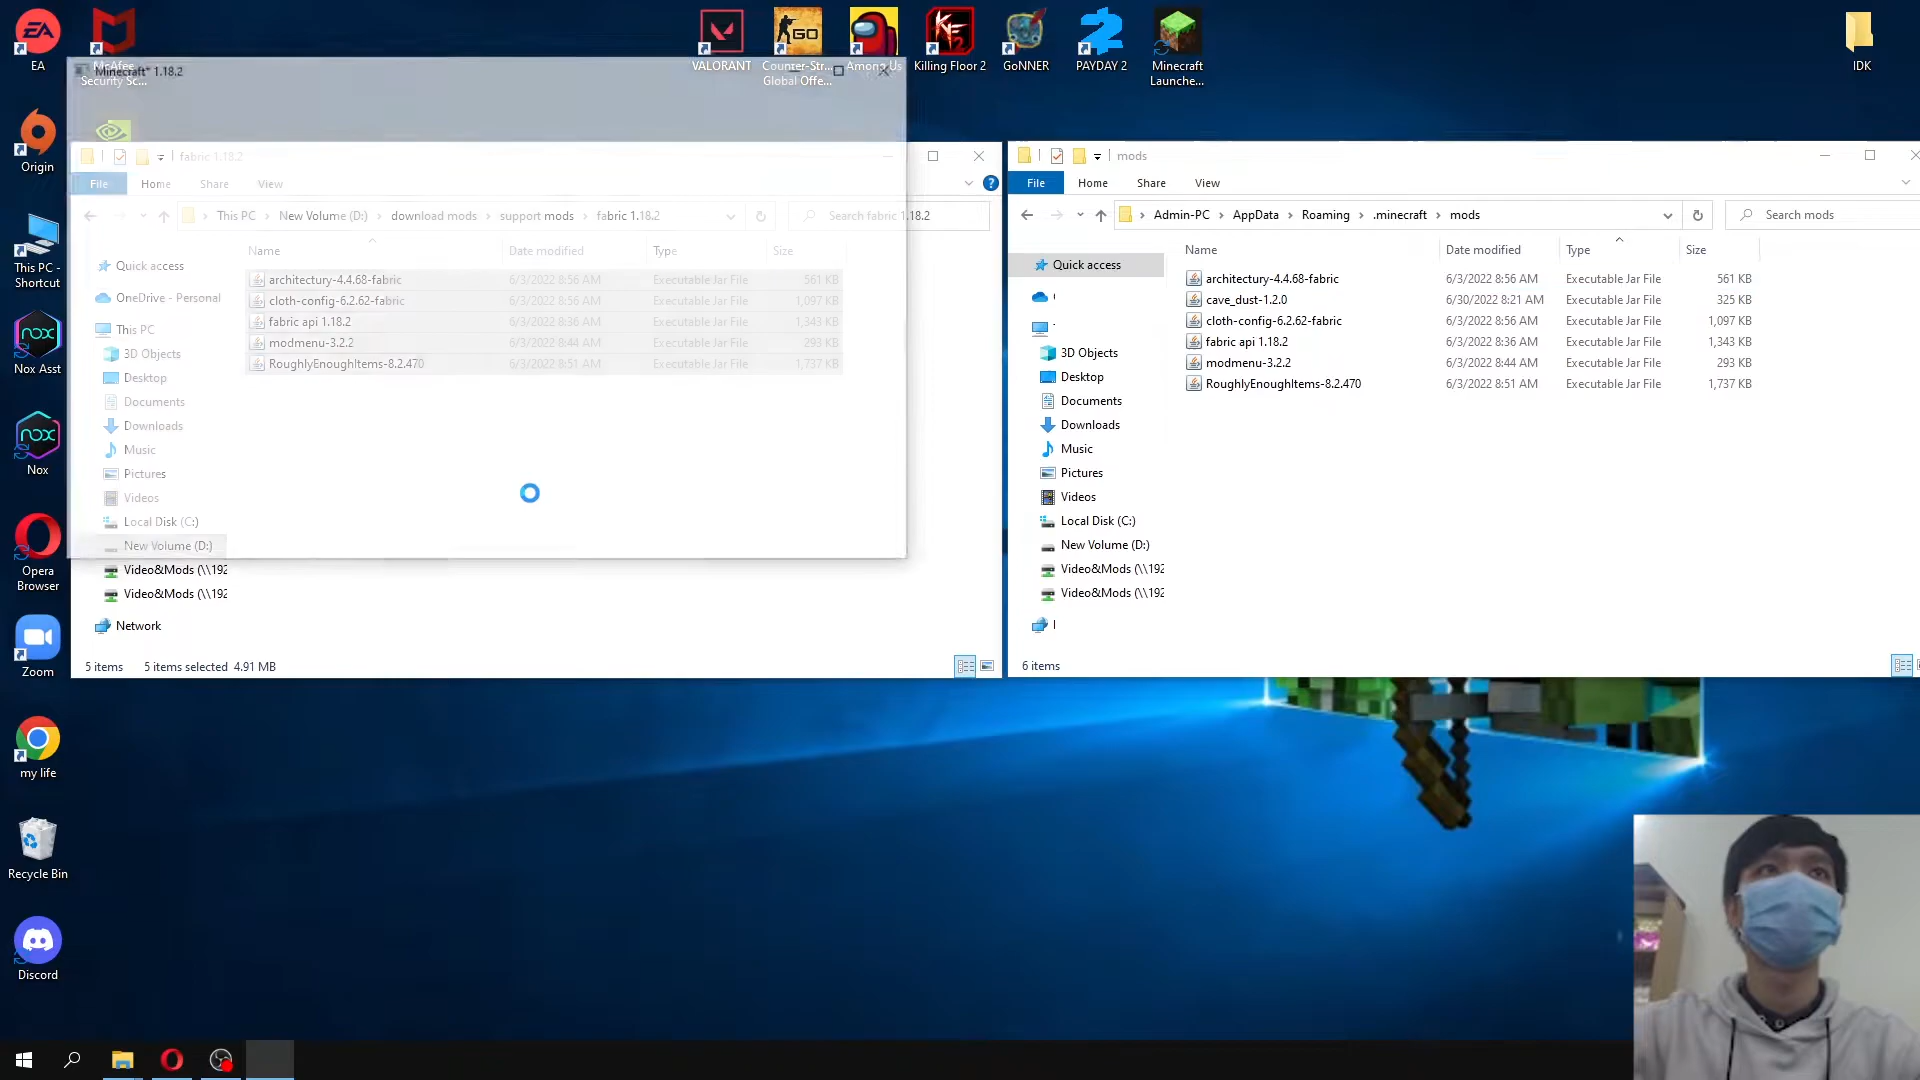 EA
McAfee
Security Sc...
VALORANT
Counter-Str...
Global Offe...
Among Us
Killing Floor 2
GoNNER
PAYDAY 2
Minecraft
Launche...
IDK
Origin
This PC -
Shortcut
Nox Asst
Nox
Opera
Browser
Zoom
my life
Recycle Bin
Discord
Minecraft* 1.18.2
fabric 1.18.2
File Home Share View
This PC New Volume (D:) download mods support mods fabric 1.18.2
Search fabric 1.18.2
Name Date modified Type Size
architectury-4.4.68-fabric 6/3/2022 8:56 AM Executable Jar File 561 KB
cloth-config-6.2.62-fabric 6/3/2022 8:56 AM Executable Jar File 1,097 KB
fabric api 1.18.2 6/3/2022 8:36 AM Executable Jar File 1,343 KB
modmenu-3.2.2 6/3/2022 8:44 AM Executable Jar File 293 KB
RoughlyEnoughItems-8.2.470 6/3/2022 8:51 AM Executable Jar File 1,737 KB
Quick access
OneDrive - Personal
This PC
3D Objects
Desktop
Documents
Downloads
Music
Pictures
Videos
Local Disk (C:)
New Volume (D:)
Video&Mods (\\192
Video&Mods (\\192
Network
5 items 5 items selected 4.91 MB
mods
File Home Share View
Admin-PC AppData Roaming .minecraft mods
Search mods
Name Date modified Type Size
architectury-4.4.68-fabric 6/3/2022 8:56 AM Executable Jar File 561 KB
cave_dust-1.2.0 6/30/2022 8:21 AM Executable Jar File 325 KB
cloth-config-6.2.62-fabric 6/3/2022 8:56 AM Executable Jar File 1,097 KB
fabric api 1.18.2 6/3/2022 8:36 AM Executable Jar File 1,343 KB
modmenu-3.2.2 6/3/2022 8:44 AM Executable Jar File 293 KB
RoughlyEnoughItems-8.2.470 6/3/2022 8:51 AM Executable Jar File 1,737 KB
Quick access
3D Objects
Desktop
Documents
Downloads
Music
Pictures
Videos
Local Disk (C:)
New Volume (D:)
Video&Mods (\\192
Video&Mods (\\192
6 items